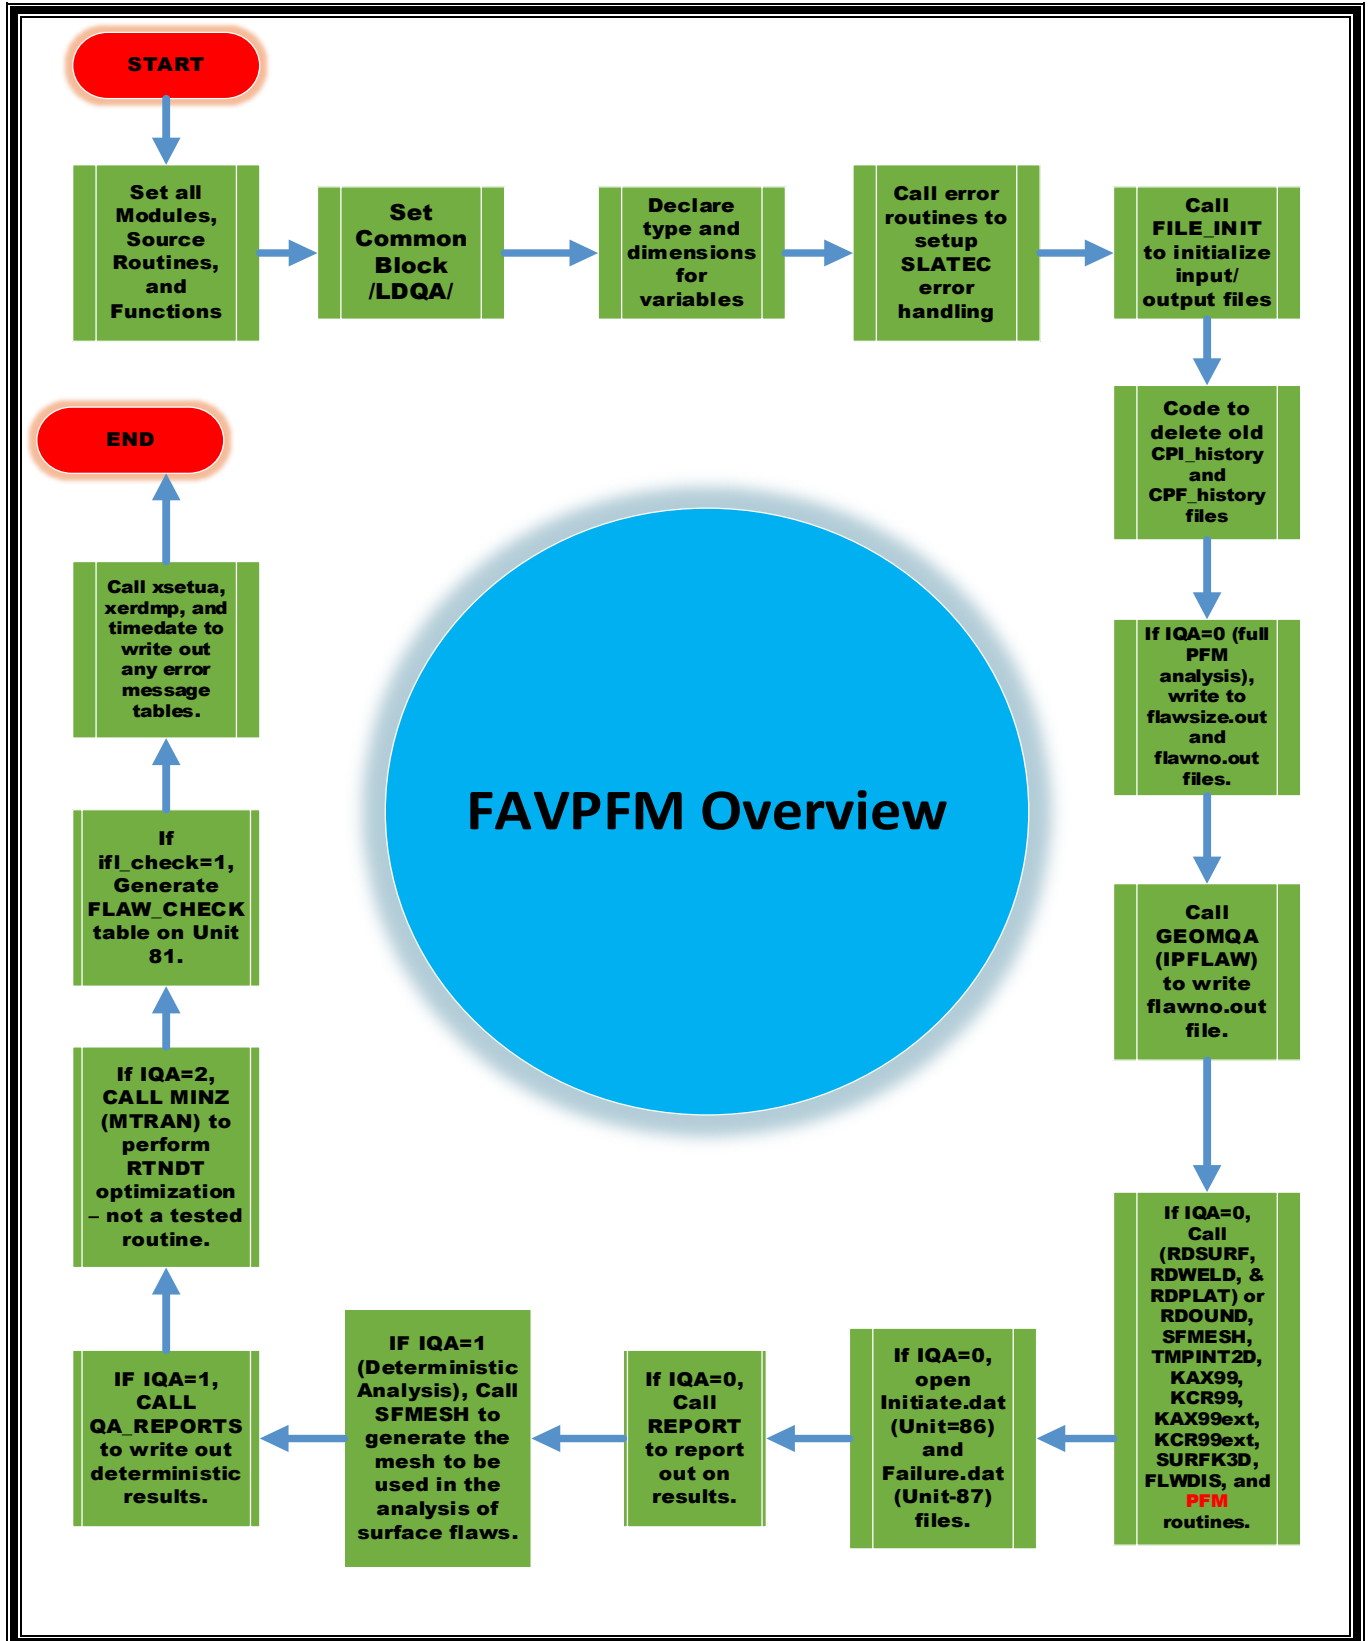 START
Set all
Modules,
Source
Routines,
and
Functions
Set
Common
Block
/LDQA/
Declare
type and
dimensions
for
variables
Call error
routines to
setup
SLATEC
error
handling
Call
FILE_INIT
to initialize
input/
output files
Code to
delete old
CPI_history
and
CPF_history
files
If IQA=0 (full
PFM
analysis),
write to
flawsize.out
and
flawno.out
files.
Call
GEOMQA
(IPFLAW)
to write
flawno.out
file.
If IQA=0,
Call
(RDSURF,
RDWELD, &
RDPLAT) or
RDOUND,
SFMESH,
TMPINT2D,
KAX99,
KCR99,
KAX99ext,
KCR99ext,
SURFK3D,
FLWDIS, and
PFM
routines.
If IQA=0,
open
Initiate.dat
(Unit=86)
and
Failure.dat
(Unit-87)
files.
If IQA=0,
Call
REPORT
to report
out on
results.
IF IQA=1
(Deterministic
Analysis), Call
SFMESH to
generate the
mesh to be
used in the
analysis of
surface flaws.
IF IQA=1,
CALL
QA_REPORTS
to write out
deterministic
results.
If IQA=2,
CALL MINZ
(MTRAN) to
perform
RTNDT
optimization
– not a tested
routine.
If
ifl_check=1,
Generate
FLAW_CHECK
table on Unit
81.
Call xsetua,
xerdmp, and
timedate to
write out
any error
message
tables.
END
FAVPFM Overview